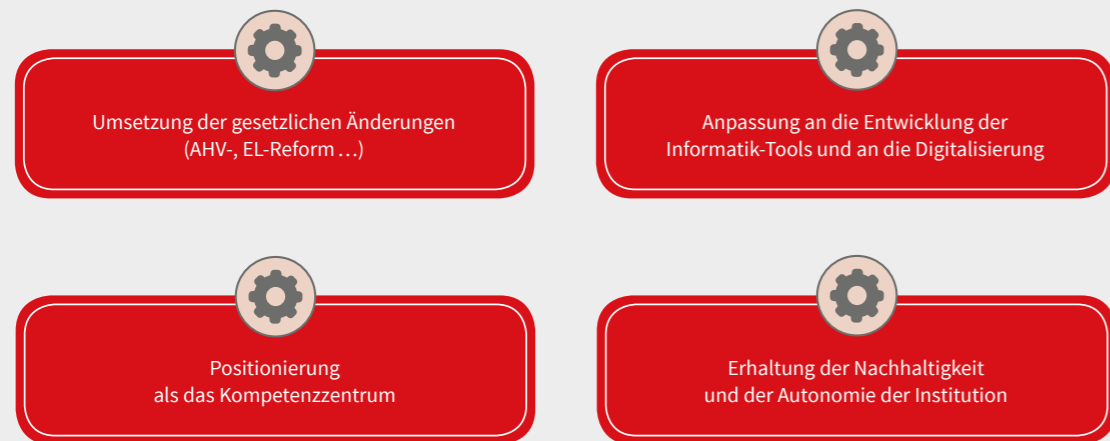 Umsetzung der gesetzlichen Änderungen
(AHV-, EL-Reform …)
Anpassung an die Entwicklung der
Informatik-Tools und an die Digitalisierung
Positionierung
als das Kompetenzzentrum
Erhaltung der Nachhaltigkeit
und der Autonomie der Institution